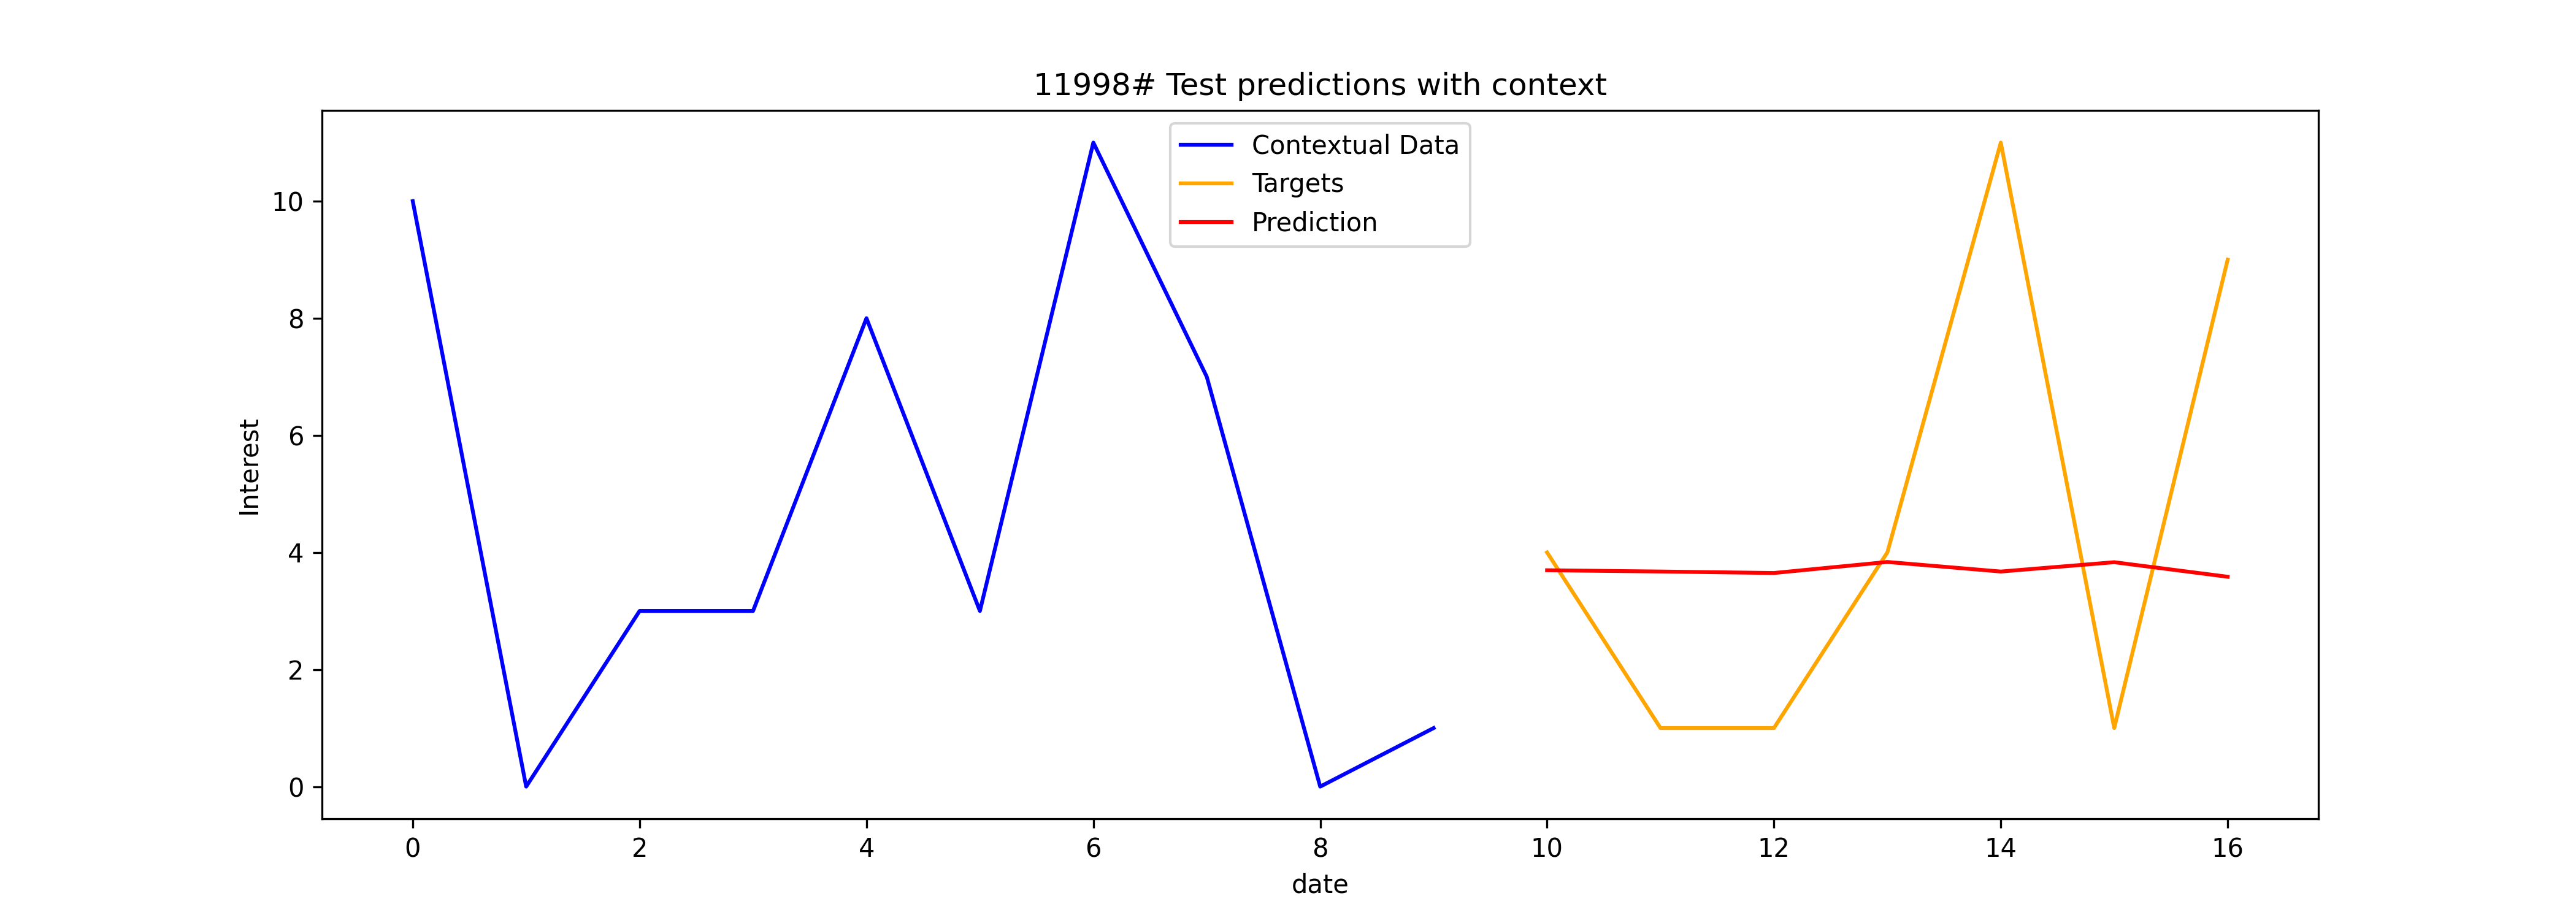 11998# Test predictions with context
Contextual Data
Targets
Prediction
Interest
10
8
6
4
2
0
0 2 4 6 8 10 12 14 16
date